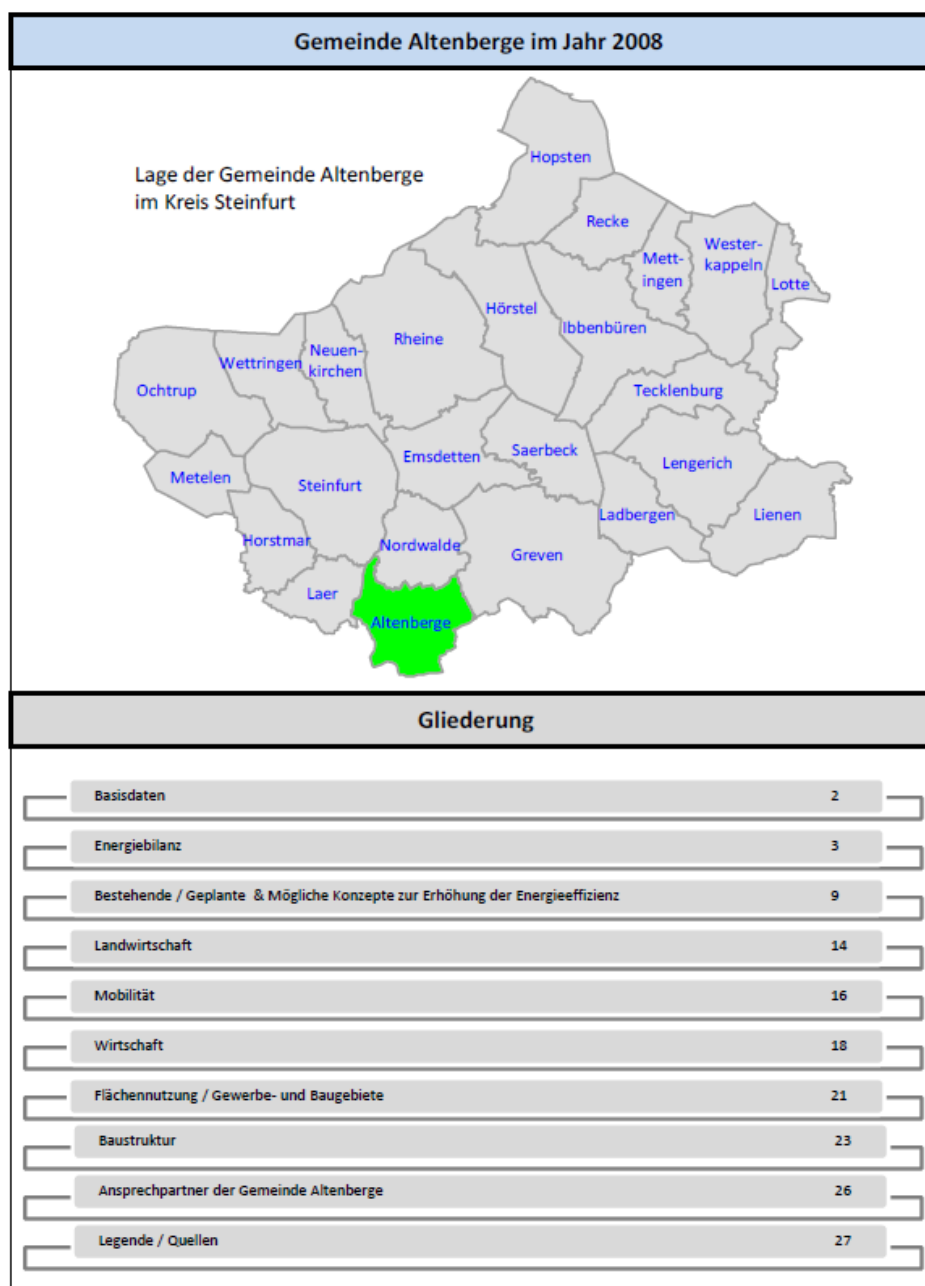 Gemeinde Altenberge im Jahr 2008
Lage der Gemeinde Altenberge
im Kreis Steinfurt
Hopsten
Recke
Mett-
ingen
Wester-
kappeln
Lotte
Hörstel
Ibbenbüren
Rheine
Neuen-
kirchen
Wettringen
Ochtrup
Tecklenburg
Metelen
Steinfurt
Emsdetten
Saerbeck
Lengerich
Horstmar
Nordwalde
Greven
Ladbergen
Lienen
Laer
Altenberge
Gliederung
Basisdaten 2
Energiebilanz 3
Bestehende / Geplante & Mögliche Konzepte zur Erhöhung der Energieeffizienz 9
Landwirtschaft 14
Mobilität 16
Wirtschaft 18
Flächennutzung / Gewerbe- und Baugebiete 21
Baustruktur 23
Ansprechpartner der Gemeinde Altenberge 26
Legende / Quellen 27